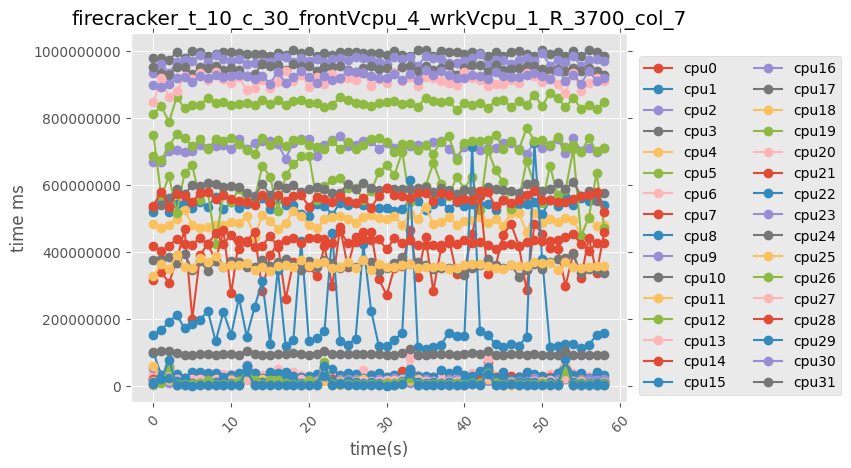 firecracker_t_10_c_30_frontVcpu_4_wrkVcpu_1_R_3700_col_7
1000000000
800000000
600000000
400000000
200000000
0
time ms
0 10 20 30 40 50 60
time(s)
cpu0 cpu16
cpu1 cpu17
cpu2 cpu18
cpu3 cpu19
cpu4 cpu20
cpu5 cpu21
cpu6 cpu22
cpu7 cpu23
cpu8 cpu24
cpu9 cpu25
cpu10 cpu26
cpu11 cpu27
cpu12 cpu28
cpu13 cpu29
cpu14 cpu30
cpu15 cpu31